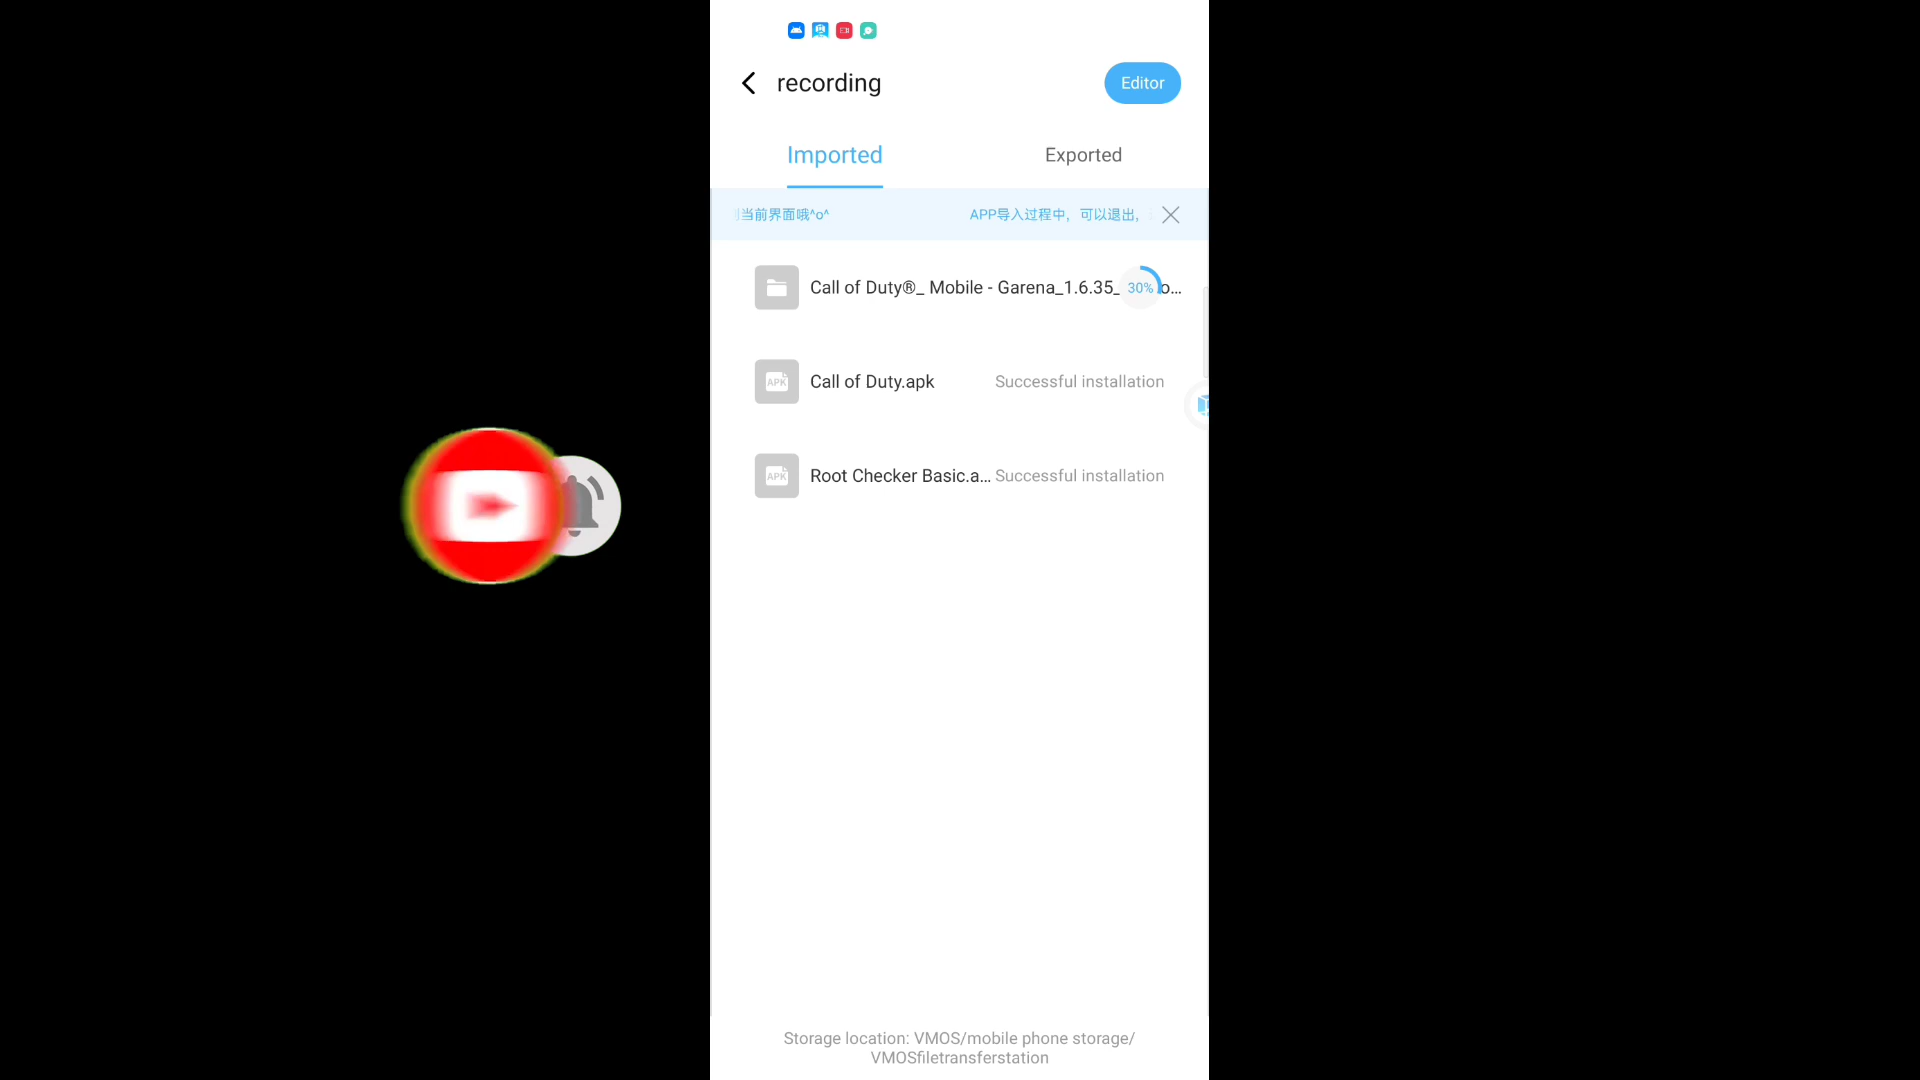 recording
Editor
Imported
Exported
当前界面哦^o^
APP导入过程中，可以退出，
Call of Duty®_ Mobile - Garena_1.6.35_
30%
o...
APK
Call of Duty.apk
Successful installation
APK
Root Checker Basic.a...
Successful installation
Storage location: VMOS/mobile phone storage/
VMOSfiletransferstation